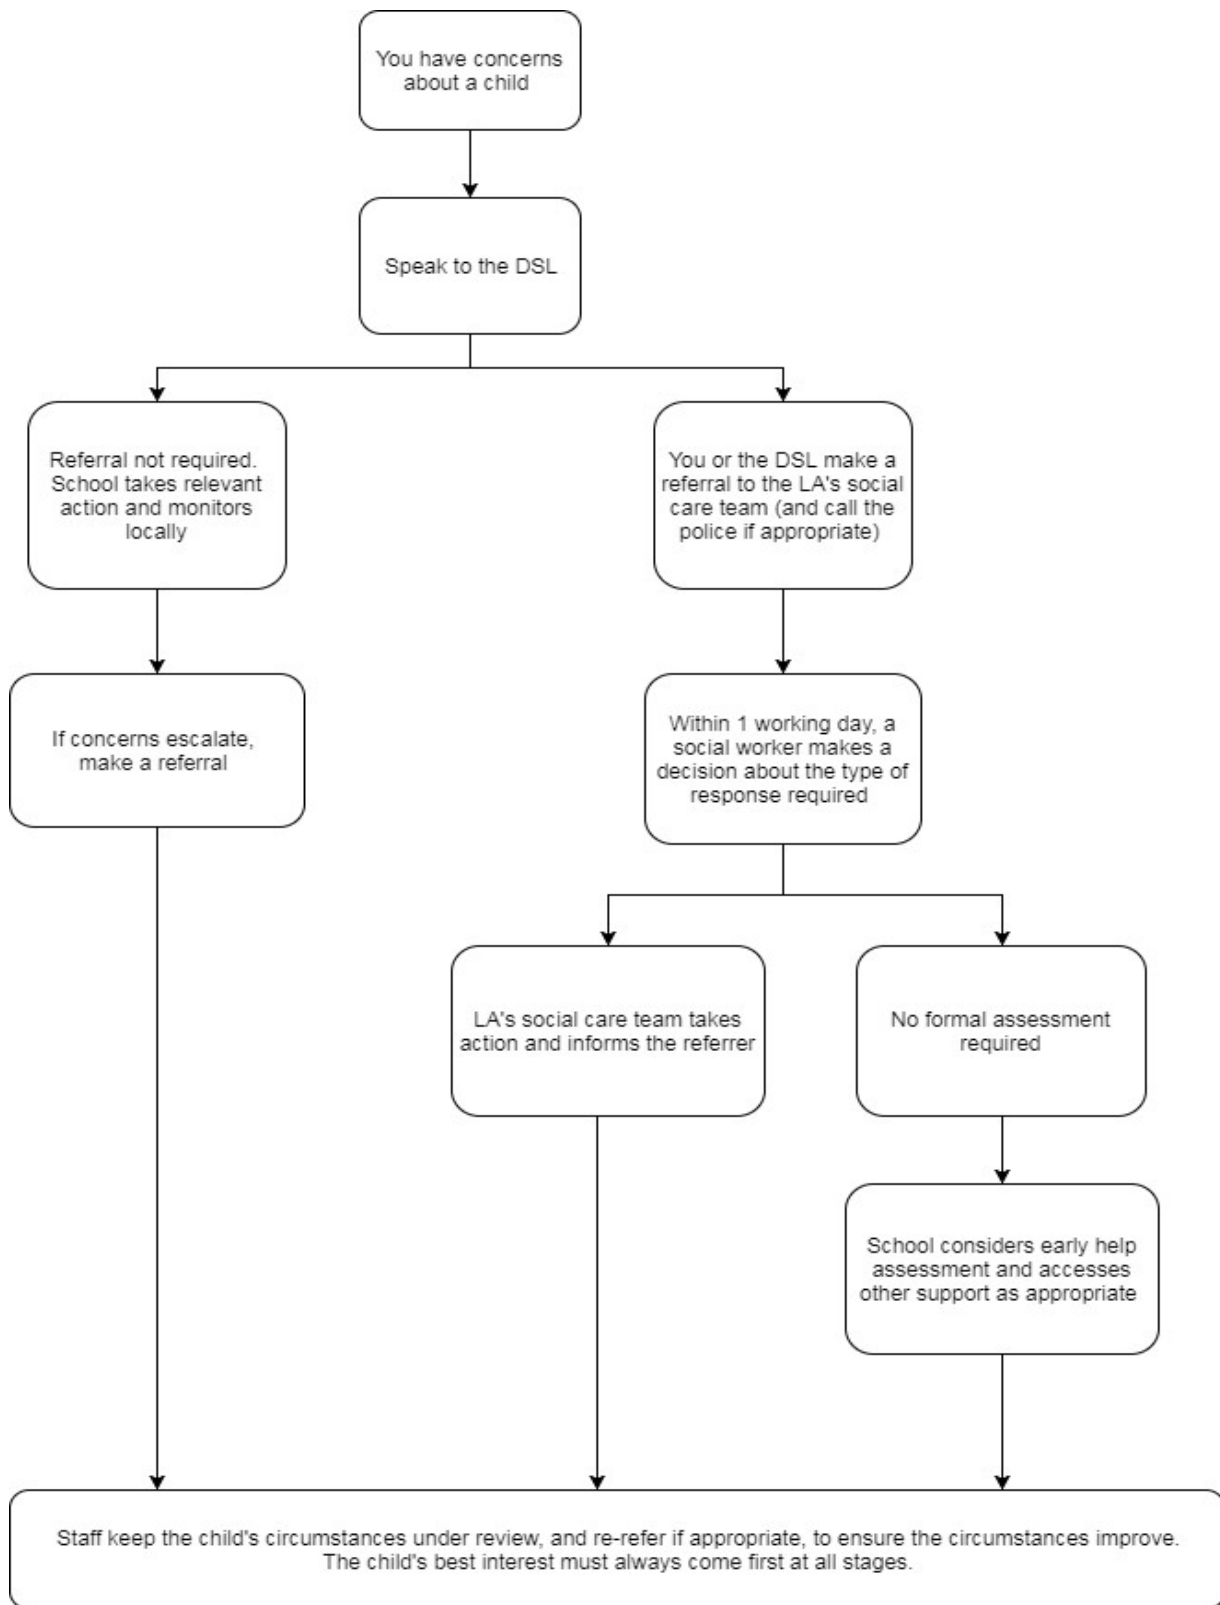 You have concerns
about a child
Speak to the DSL
Referral not required.
School takes relevant
action and monitors
locally
You or the DSL make a
referral to the LA's social
care team (and call the
police if appropriate)
If concerns escalate,
make a referral
Within 1 working day, a
social worker makes a
decision about the type of
response required
LA's social care team takes
action and informs the referrer
No formal assessment
required
School considers early help
assessment and accesses
other support as appropriate
Staff keep the child's circumstances under review, and re-refer if appropriate, to ensure the circumstances improve.
The child's best interest must always come first at all stages.